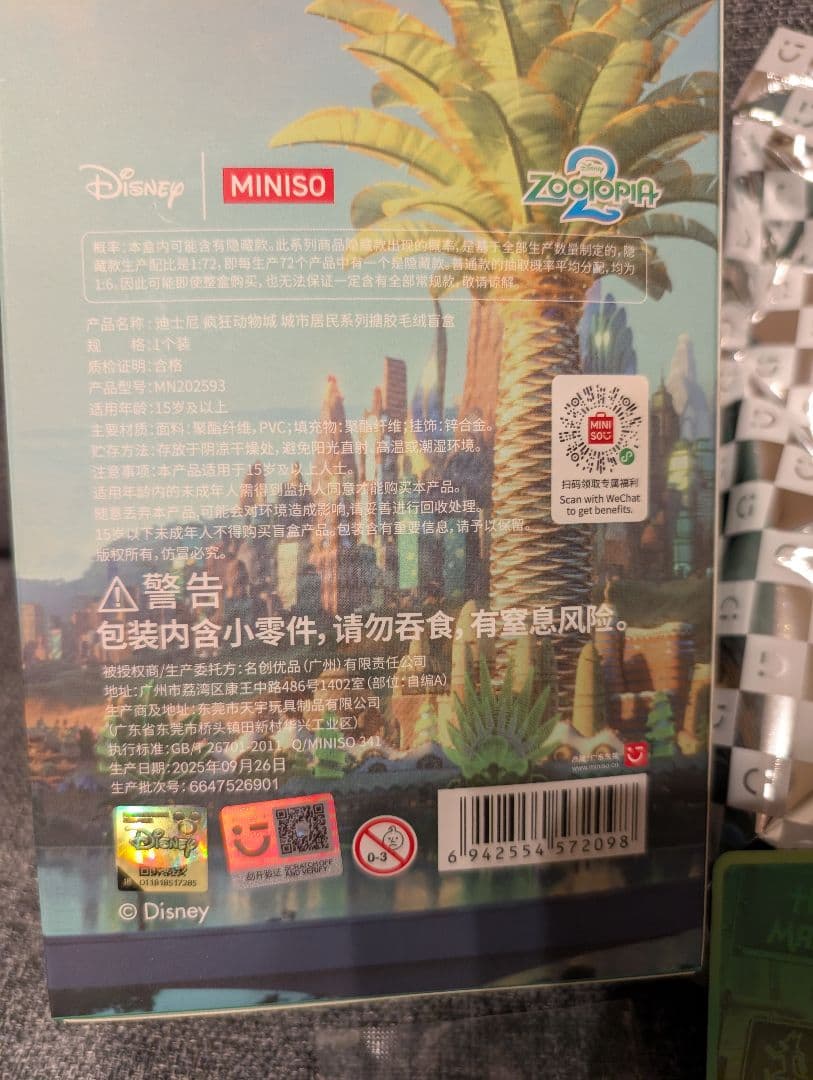 Disney
MINISO
Disney
ZOOTOPIA
2
概率：本盒内可能含有隐藏款。此系列商品隐藏款出现的概率，是基于全部生产数量制定的，隐
藏款生产配比是1:72，即每生产72个产品中有一个是隐藏款。普通款的抽取概率平均分配，均为
1:6。因此可能即使整盒购买，也无法保证一定含有全部常规款，敬请谅解。
产品名称：迪士尼 疯狂动物城 城市居民系列搪胶毛绒盲盒
规 格：1个装
质检证明：合格
产品型号：MN202593
适用年龄：15岁及以上
主要材质：面料：聚酯纤维，PVC；填充物：聚酯纤维；挂饰：锌合金。
贮存方法：存放于阴凉干燥处，避免阳光直射、高温或潮湿环境。
注意事项：本产品适用于15岁及以上人士。
适用年龄内的未成年人需得到监护人同意才能购买本产品。
随意丢弃本产品，可能会对环境造成影响，请妥善进行回收处理。
15岁以下未成年人不得购买盲盒产品。包装含有重要信息，请予以保留。
版权所有，仿冒必究。
MINI
SO
扫码领取专属福利
Scan with WeChat
to get benefits.
警告
包装内含小零件，请勿吞食，有窒息风险。
被授权商/生产委托方：名创优品（广州）有限责任公司
地址：广州市荔湾区康王中路486号1402室（部位：自编A）
生产商及地址：东莞市天宇玩具制品有限公司
（广东省东莞市桥头镇田新村华兴工业区）
执行标准：GB/T 26701-2011 Q/MINISO 341
生产日期：2025年09月26日
生产批次号：6647526901
www.miniso.cn
Disney
D11818517285
刮开验证 SCRATCH OFF
AND VERIFY
0-3
6 942554 572098
© Disney